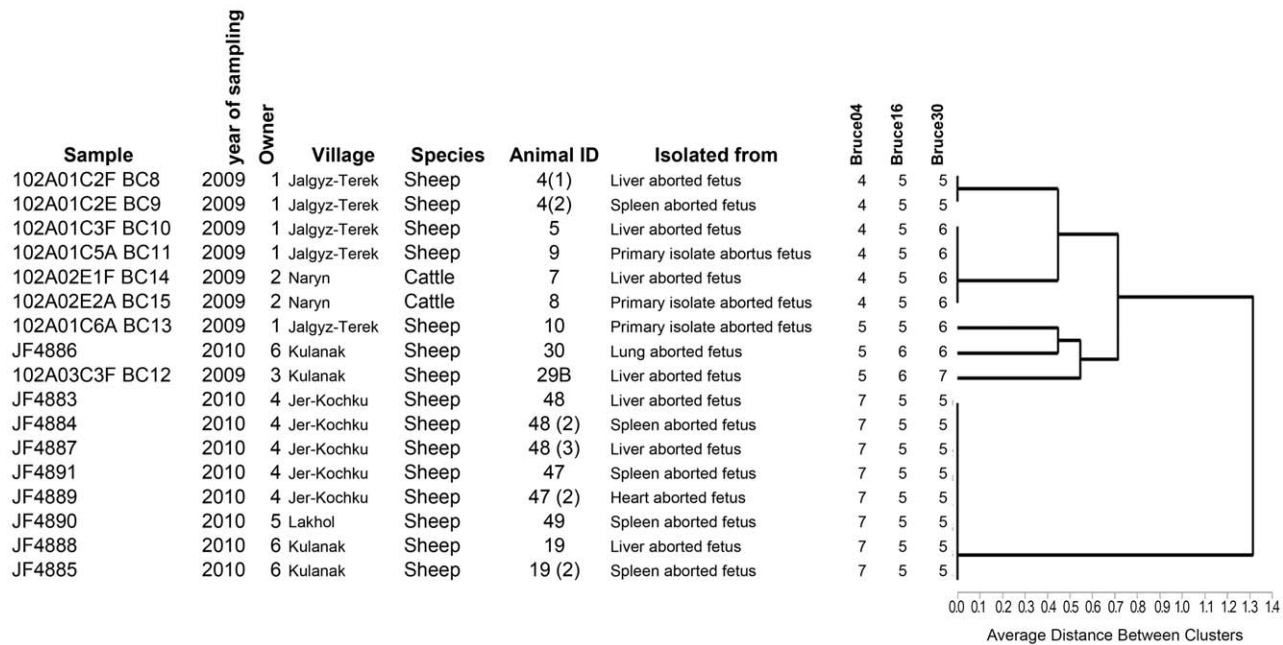 Sample year of sampling Owner Village Species Animal ID Isolated from Bruce04 Bruce16 Bruce30
102A01C2F BC8 2009 1 Jalgyz-Terek Sheep 4(1) Liver aborted fetus 4 5 5
102A01C2E BC9 2009 1 Jalgyz-Terek Sheep 4(2) Spleen aborted fetus 4 5 5
102A01C3F BC10 2009 1 Jalgyz-Terek Sheep 5 Liver aborted fetus 4 5 6
102A01C5A BC11 2009 1 Jalgyz-Terek Sheep 9 Primary isolate abortus fetus 4 5 6
102A02E1F BC14 2009 2 Naryn Cattle 7 Liver aborted fetus 4 5 6
102A02E2A BC15 2009 2 Naryn Cattle 8 Primary isolate aborted fetus 4 5 6
102A01C6A BC13 2009 1 Jalgyz-Terek Sheep 10 Primary isolate aborted fetus 5 5 6
JF4886 2010 6 Kulanak Sheep 30 Lung aborted fetus 5 6 6
102A03C3F BC12 2009 3 Kulanak Sheep 29B Liver aborted fetus 5 6 7
JF4883 2010 4 Jer-Kochku Sheep 48 Liver aborted fetus 7 5 5
JF4884 2010 4 Jer-Kochku Sheep 48 (2) Spleen aborted fetus 7 5 5
JF4887 2010 4 Jer-Kochku Sheep 48 (3) Liver aborted fetus 7 5 5
JF4891 2010 4 Jer-Kochku Sheep 47 Spleen aborted fetus 7 5 5
JF4889 2010 4 Jer-Kochku Sheep 47 (2) Heart aborted fetus 7 5 5
JF4890 2010 5 Lakhol Sheep 49 Spleen aborted fetus 7 5 5
JF4888 2010 6 Kulanak Sheep 19 Liver aborted fetus 7 5 5
JF4885 2010 6 Kulanak Sheep 19 (2) Spleen aborted fetus 7 5 5
0.0 0.1 0.2 0.3 0.4 0.5 0.6 0.7 0.8 0.9 1.0 1.1 1.2 1.3 1.4
Average Distance Between Clusters